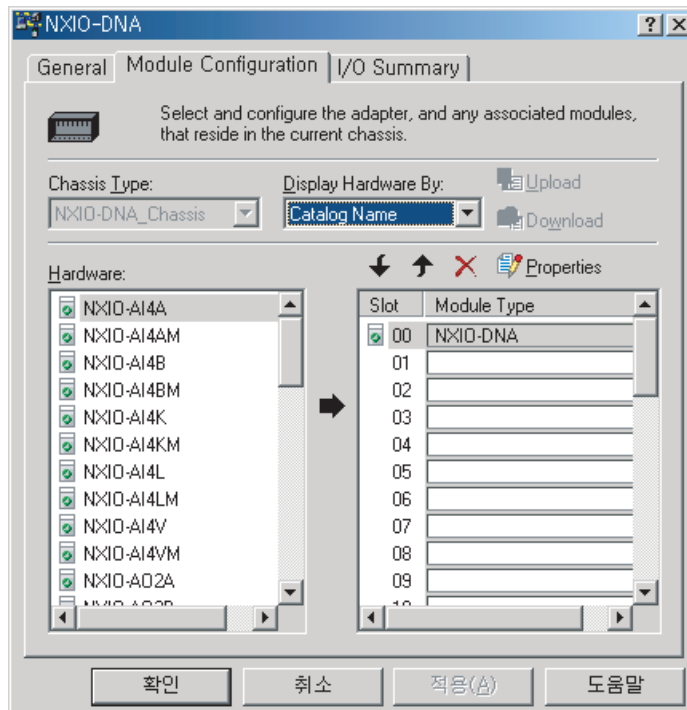 NXIO-DNA
General Module Configuration I/O Summary
Select and configure the adapter, and any associated modules,
that reside in the current chassis.
Chassis Type: Display Hardware By: Upload
NXIO-DNA_Chassis Catalog Name Download
Hardware: Properties
Slot Module Type
NXIO-AI4A 00 NXIO-DNA
NXIO-AI4AM 01
NXIO-AI4B 02
NXIO-AI4BM 03
NXIO-AI4K 04
NXIO-AI4KM 05
NXIO-AI4L 06
NXIO-AI4LM 07
NXIO-AI4V 08
NXIO-AI4VM 09
NXIO-AO2A
확인 취소 적용(A) 도움말